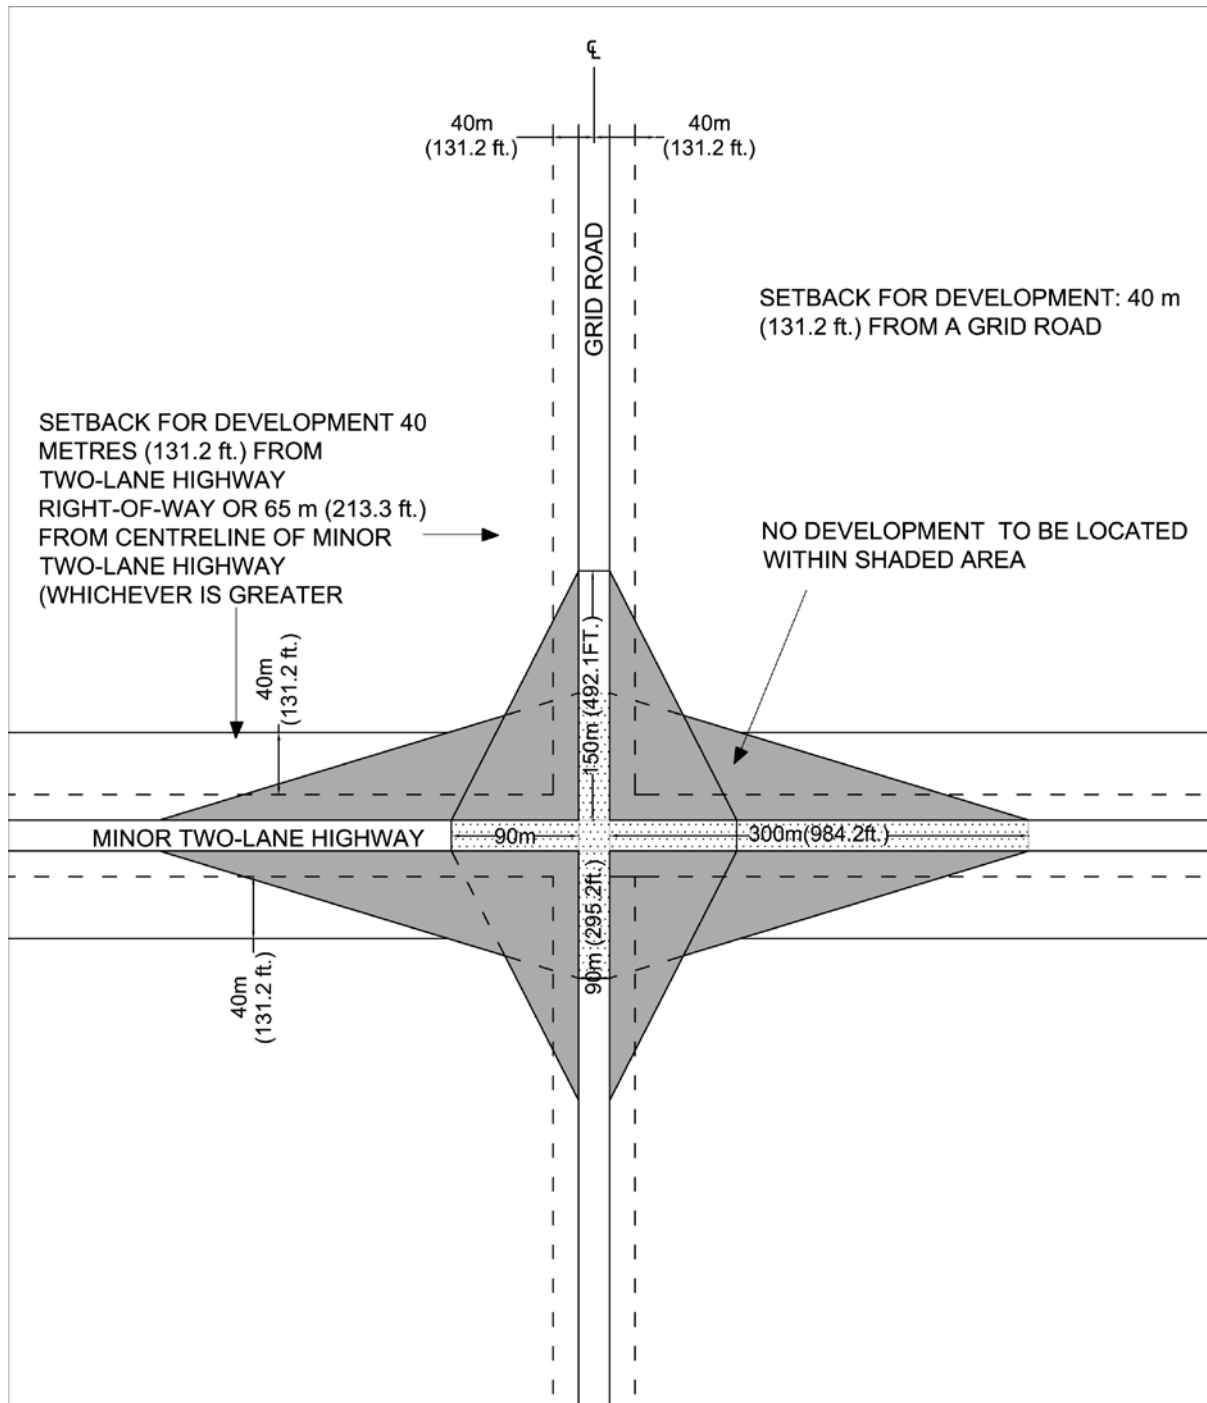 ℄
40m
(131.2 ft.)
40m
(131.2 ft.)
GRID ROAD
SETBACK FOR DEVELOPMENT: 40 m
(131.2 ft.) FROM A GRID ROAD
SETBACK FOR DEVELOPMENT 40
METRES (131.2 ft.) FROM
TWO-LANE HIGHWAY
RIGHT-OF-WAY OR 65 m (213.3 ft.)
FROM CENTRELINE OF MINOR
TWO-LANE HIGHWAY
(WHICHEVER IS GREATER
NO DEVELOPMENT TO BE LOCATED
WITHIN SHADED AREA
40m
(131.2 ft.)
150m (492.1FT.)
MINOR TWO-LANE HIGHWAY
90m
300m(984.2ft.)
90m (295.2ft.)
40m
(131.2 ft.)